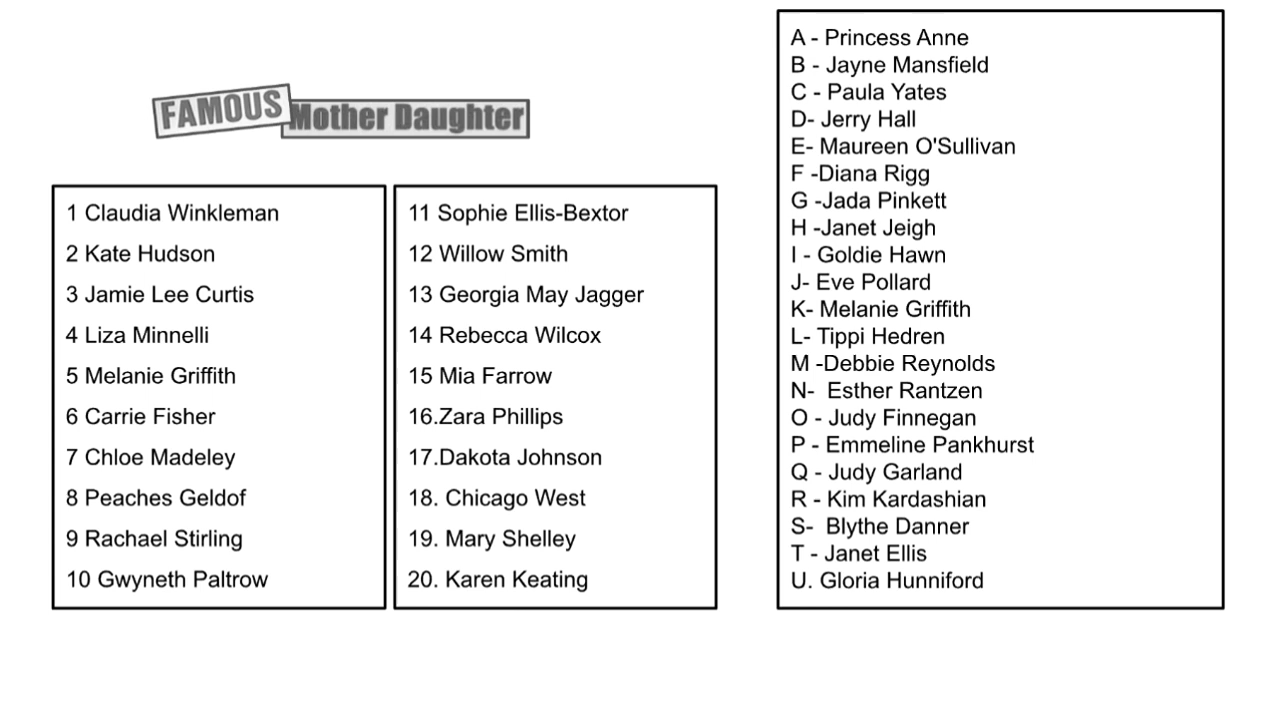 FAMOUS Mother Daughter
1 Claudia Winkleman
2 Kate Hudson
3 Jamie Lee Curtis
4 Liza Minnelli
5 Melanie Griffith
6 Carrie Fisher
7 Chloe Madeley
8 Peaches Geldof
9 Rachael Stirling
10 Gwyneth Paltrow
11 Sophie Ellis-Bextor
12 Willow Smith
13 Georgia May Jagger
14 Rebecca Wilcox
15 Mia Farrow
16.Zara Phillips
17.Dakota Johnson
18. Chicago West
19. Mary Shelley
20. Karen Keating
A - Princess Anne
B - Jayne Mansfield
C - Paula Yates
D- Jerry Hall
E- Maureen O'Sullivan
F -Diana Rigg
G -Jada Pinkett
H -Janet Jeigh
I - Goldie Hawn
J- Eve Pollard
K- Melanie Griffith
L- Tippi Hedren
M -Debbie Reynolds
N-  Esther Rantzen
O - Judy Finnegan
P - Emmeline Pankhurst
Q - Judy Garland
R - Kim Kardashian
S-  Blythe Danner
T - Janet Ellis
U. Gloria Hunniford